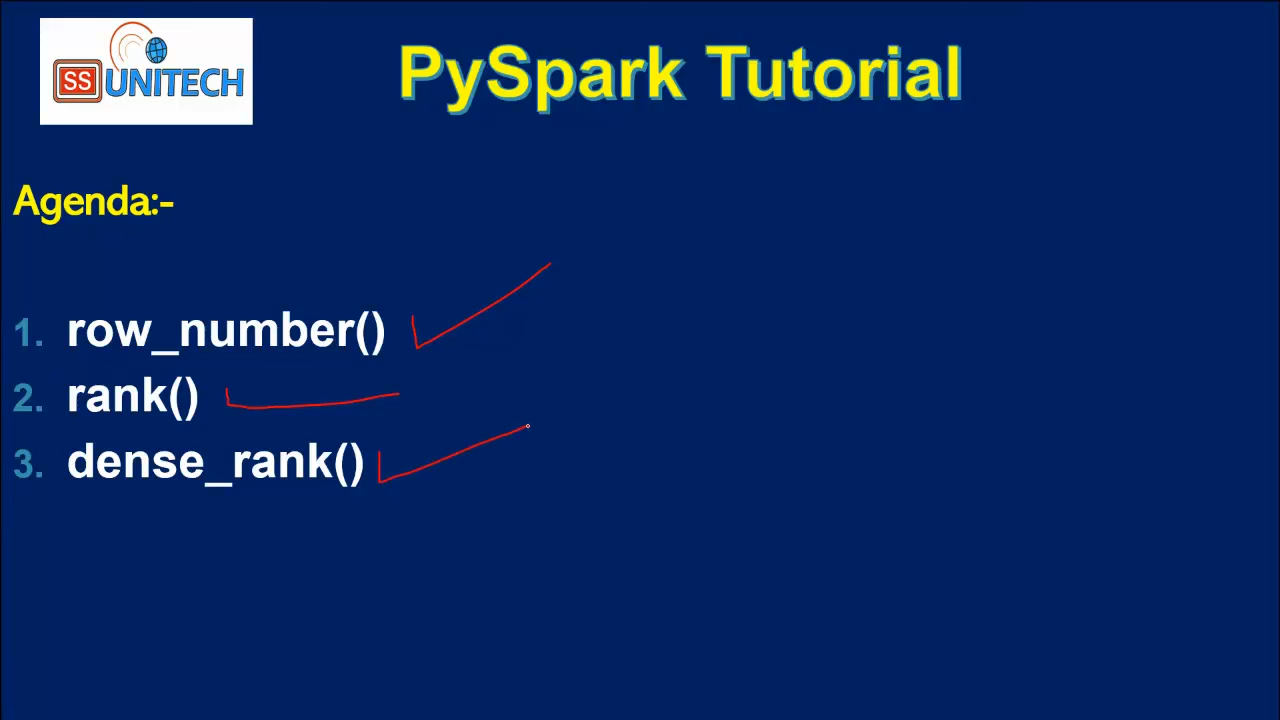 SS UNITECH
PySpark Tutorial
Agenda:-
1. row_number()
2. rank()
3. dense_rank()